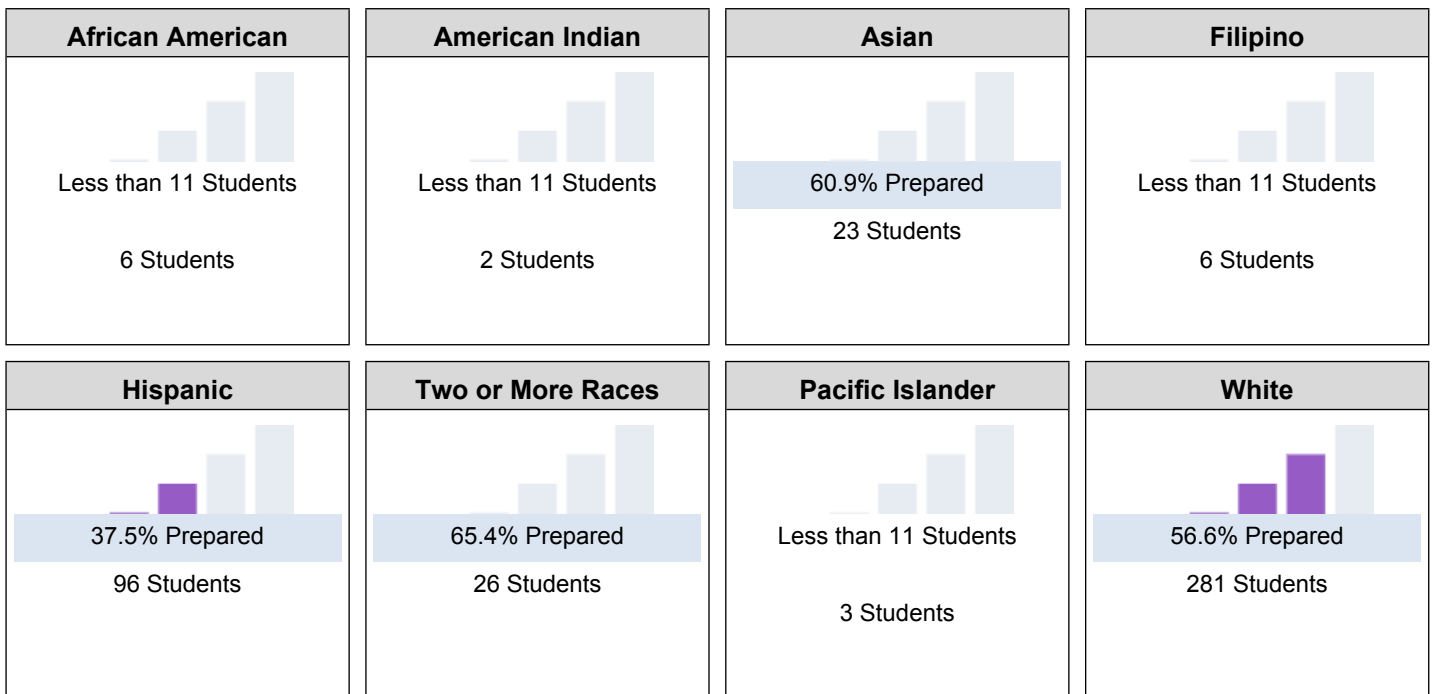 African American
Less than 11 Students
6 Students
American Indian
Less than 11 Students
2 Students
Asian
60.9% Prepared
23 Students
Filipino
Less than 11 Students
6 Students
Hispanic
37.5% Prepared
96 Students
Two or More Races
65.4% Prepared
26 Students
Pacific Islander
Less than 11 Students
3 Students
White
56.6% Prepared
281 Students